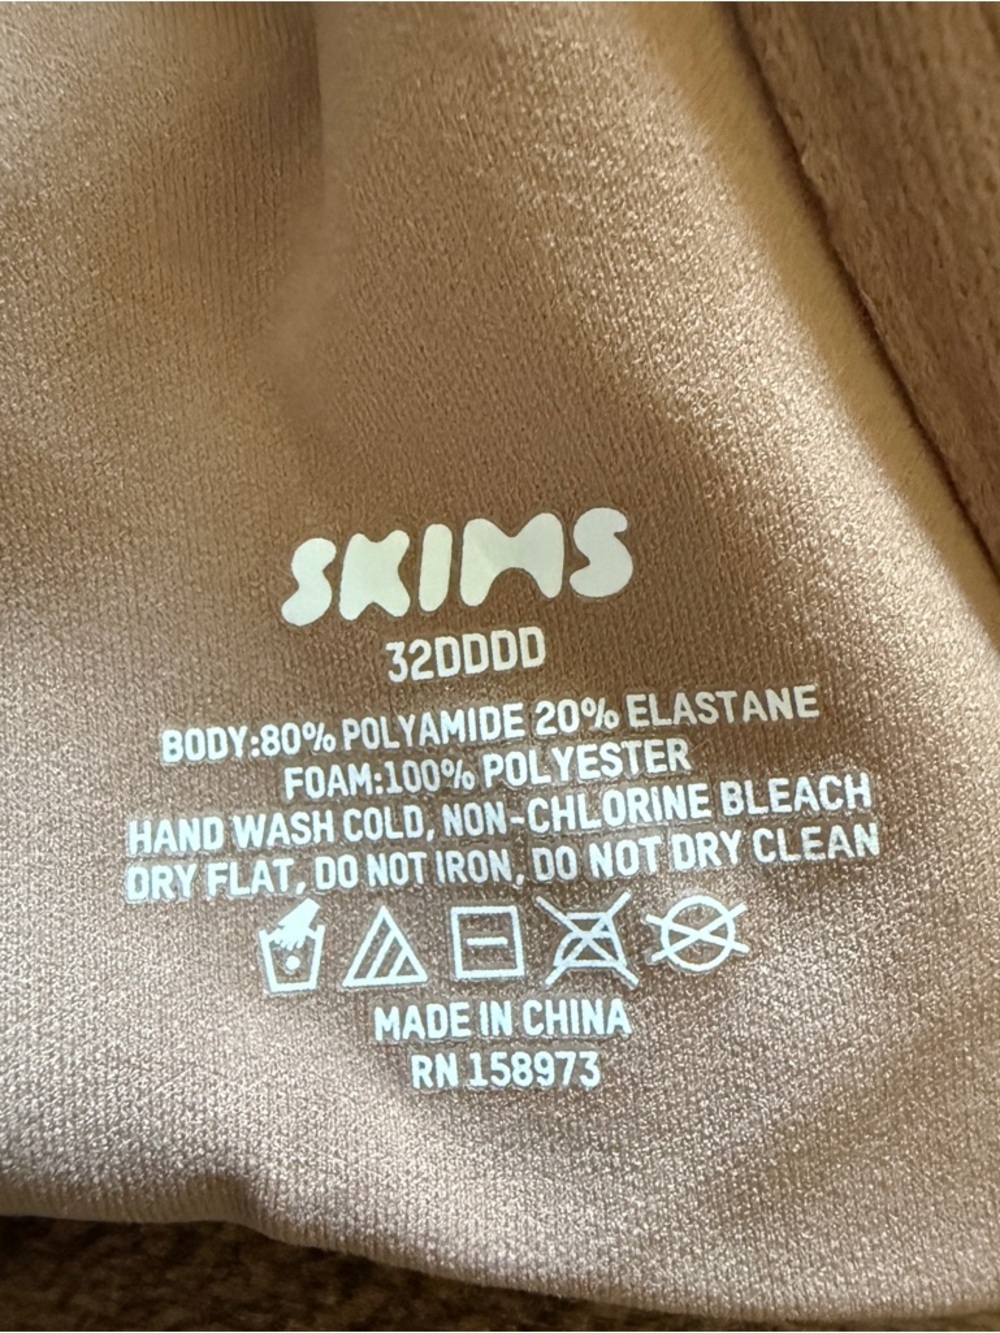 SKIMS
32DDDD
BODY:80% POLYAMIDE 20% ELASTANE
FOAM:100% POLYESTER
HAND WASH COLD, NON-CHLORINE BLEACH
DRY FLAT, DO NOT IRON, DO NOT DRY CLEAN
MADE IN CHINA
RN 158973